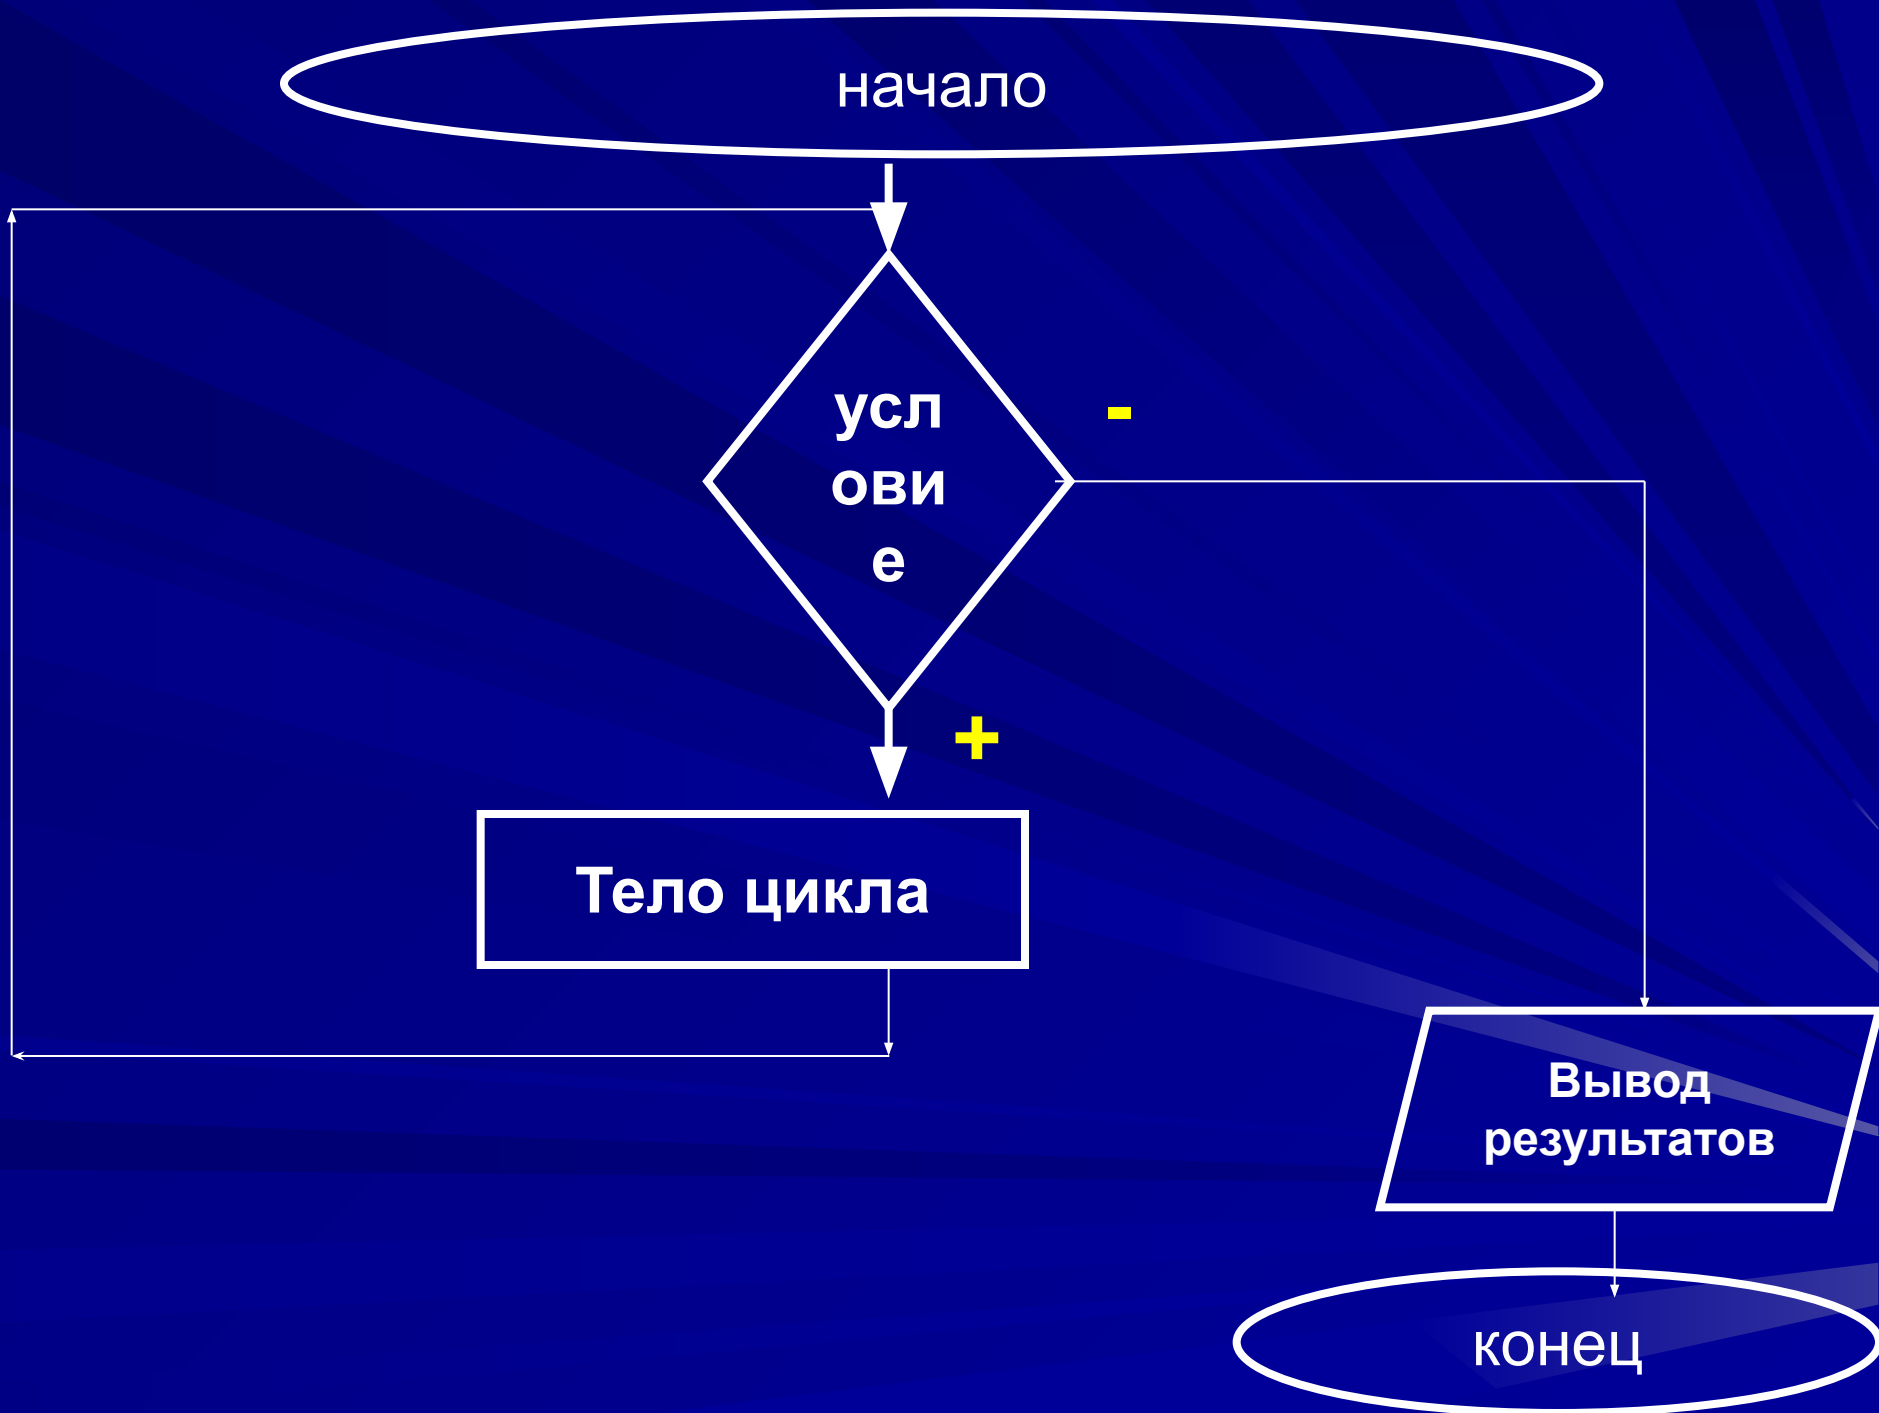 начало
усл
ови
е
-
+
Тело цикла
Вывод
результатов
конец